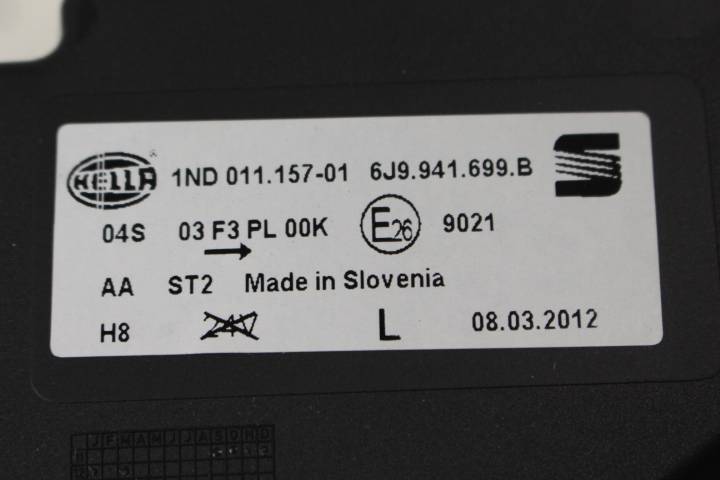 HELLA 1ND 011.157-01 6J9.941.699.B
04S 03 F3 PL 00K E26 9021
AA ST2 Made in Slovenia
H8 24V L 08.03.2012
J F M A M J J A S O N D